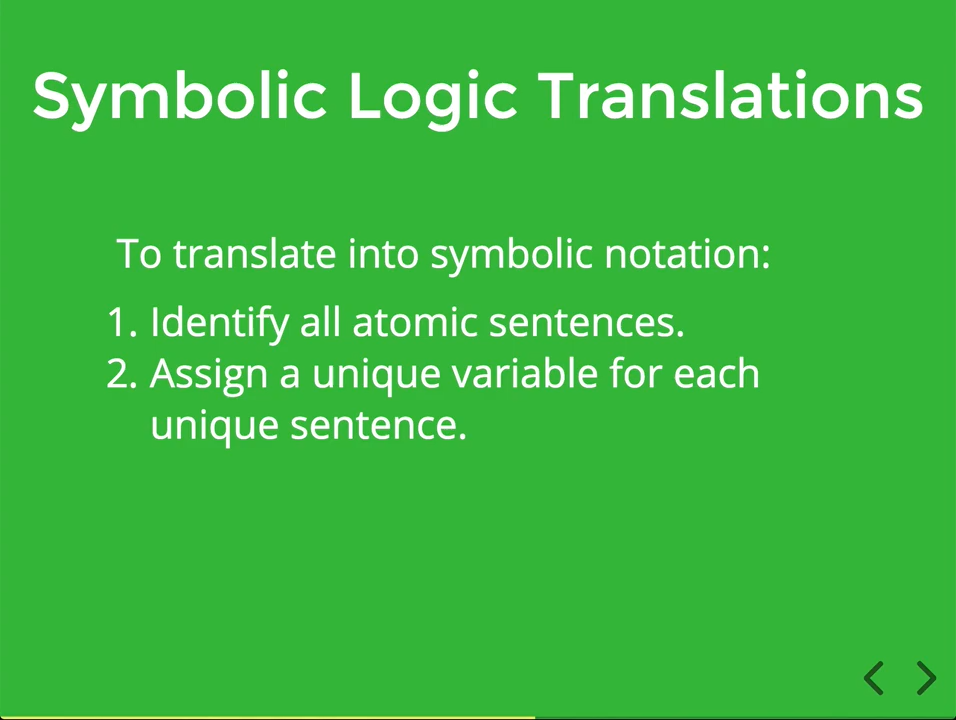 Symbolic Logic Translations
To translate into symbolic notation:
1. Identify all atomic sentences.
2. Assign a unique variable for each
unique sentence.